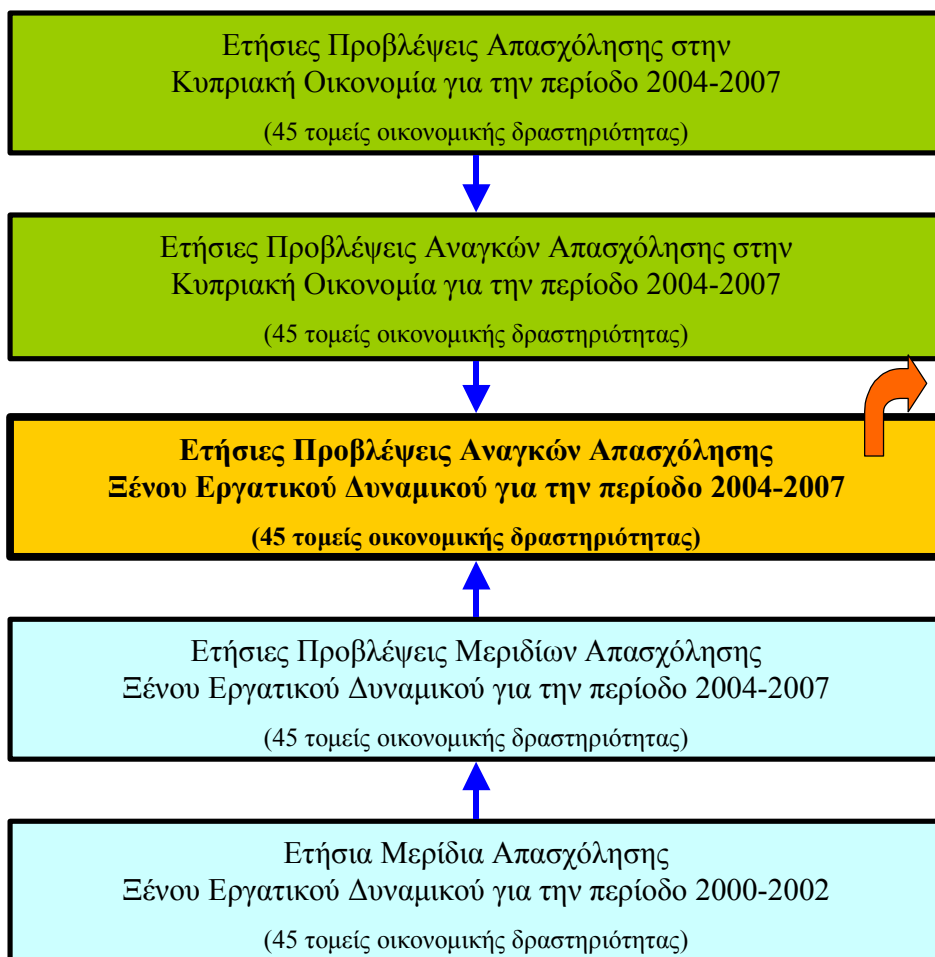 Ετήσιες Προβλέψεις Απασχόλησης στην
Κυπριακή Οικονομία για την περίοδο 2004-2007
(45 τομείς οικονομικής δραστηριότητας)
Ετήσιες Προβλέψεις Αναγκών Απασχόλησης στην
Κυπριακή Οικονομία για την περίοδο 2004-2007
(45 τομείς οικονομικής δραστηριότητας)
Ετήσιες Προβλέψεις Αναγκών Απασχόλησης
Ξένου Εργατικού Δυναμικού για την περίοδο 2004-2007
(45 τομείς οικονομικής δραστηριότητας)
Ετήσιες Προβλέψεις Μεριδίων Απασχόλησης
Ξένου Εργατικού Δυναμικού για την περίοδο 2004-2007
(45 τομείς οικονομικής δραστηριότητας)
Ετήσια Μερίδια Απασχόλησης
Ξένου Εργατικού Δυναμικού για την περίοδο 2000-2002
(45 τομείς οικονομικής δραστηριότητας)